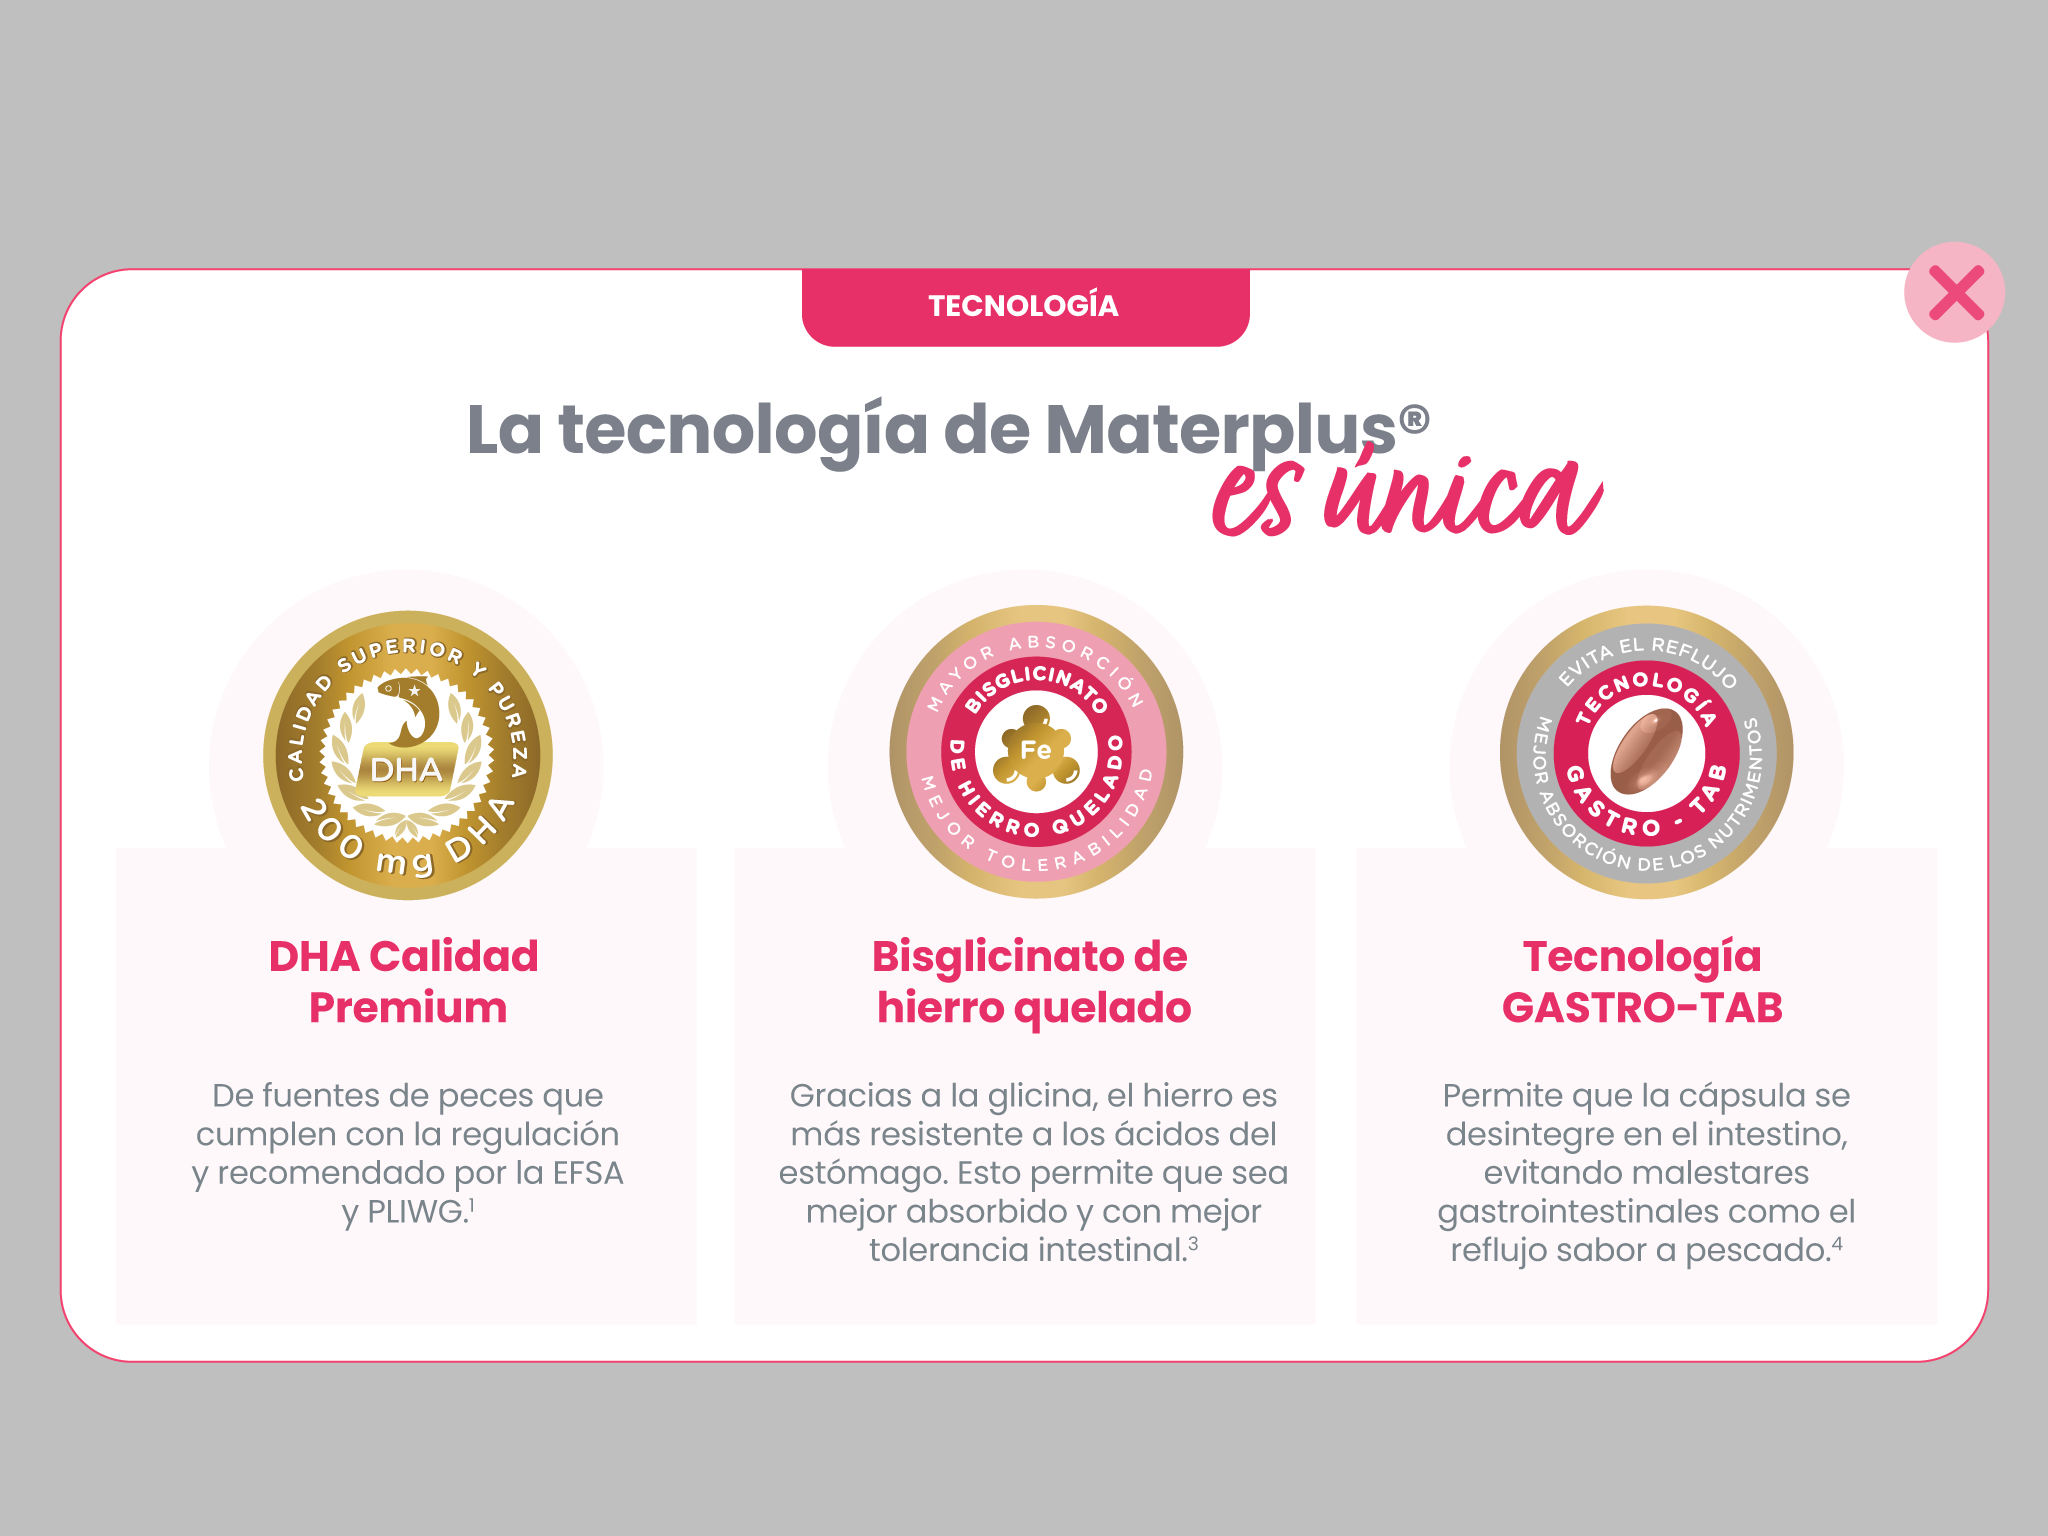 TECNOLOGÍA
La tecnología de Materplus®
es única
CALIDAD SUPERIOR Y PUREZA
DHA
200 mg DHA
MAYOR ABSORCIÓN
BISGLICINATO
Fe
DE HIERRO QUELADO
MEJOR TOLERABILIDAD
EVITA EL REFLUJO
TECNOLOGÍA
GASTRO - TAB
MEJOR ABSORCIÓN DE LOS NUTRIMENTOS
DHA Calidad
Premium
De fuentes de peces que
cumplen con la regulación
y recomendado por la EFSA
y PLIWG.¹
Bisglicinato de
hierro quelado
Gracias a la glicina, el hierro es
más resistente a los ácidos del
estómago. Esto permite que sea
mejor absorbido y con mejor
tolerancia intestinal.³
Tecnología
GASTRO-TAB
Permite que la cápsula se
desintegre en el intestino,
evitando malestares
gastrointestinales como el
reflujo sabor a pescado.⁴